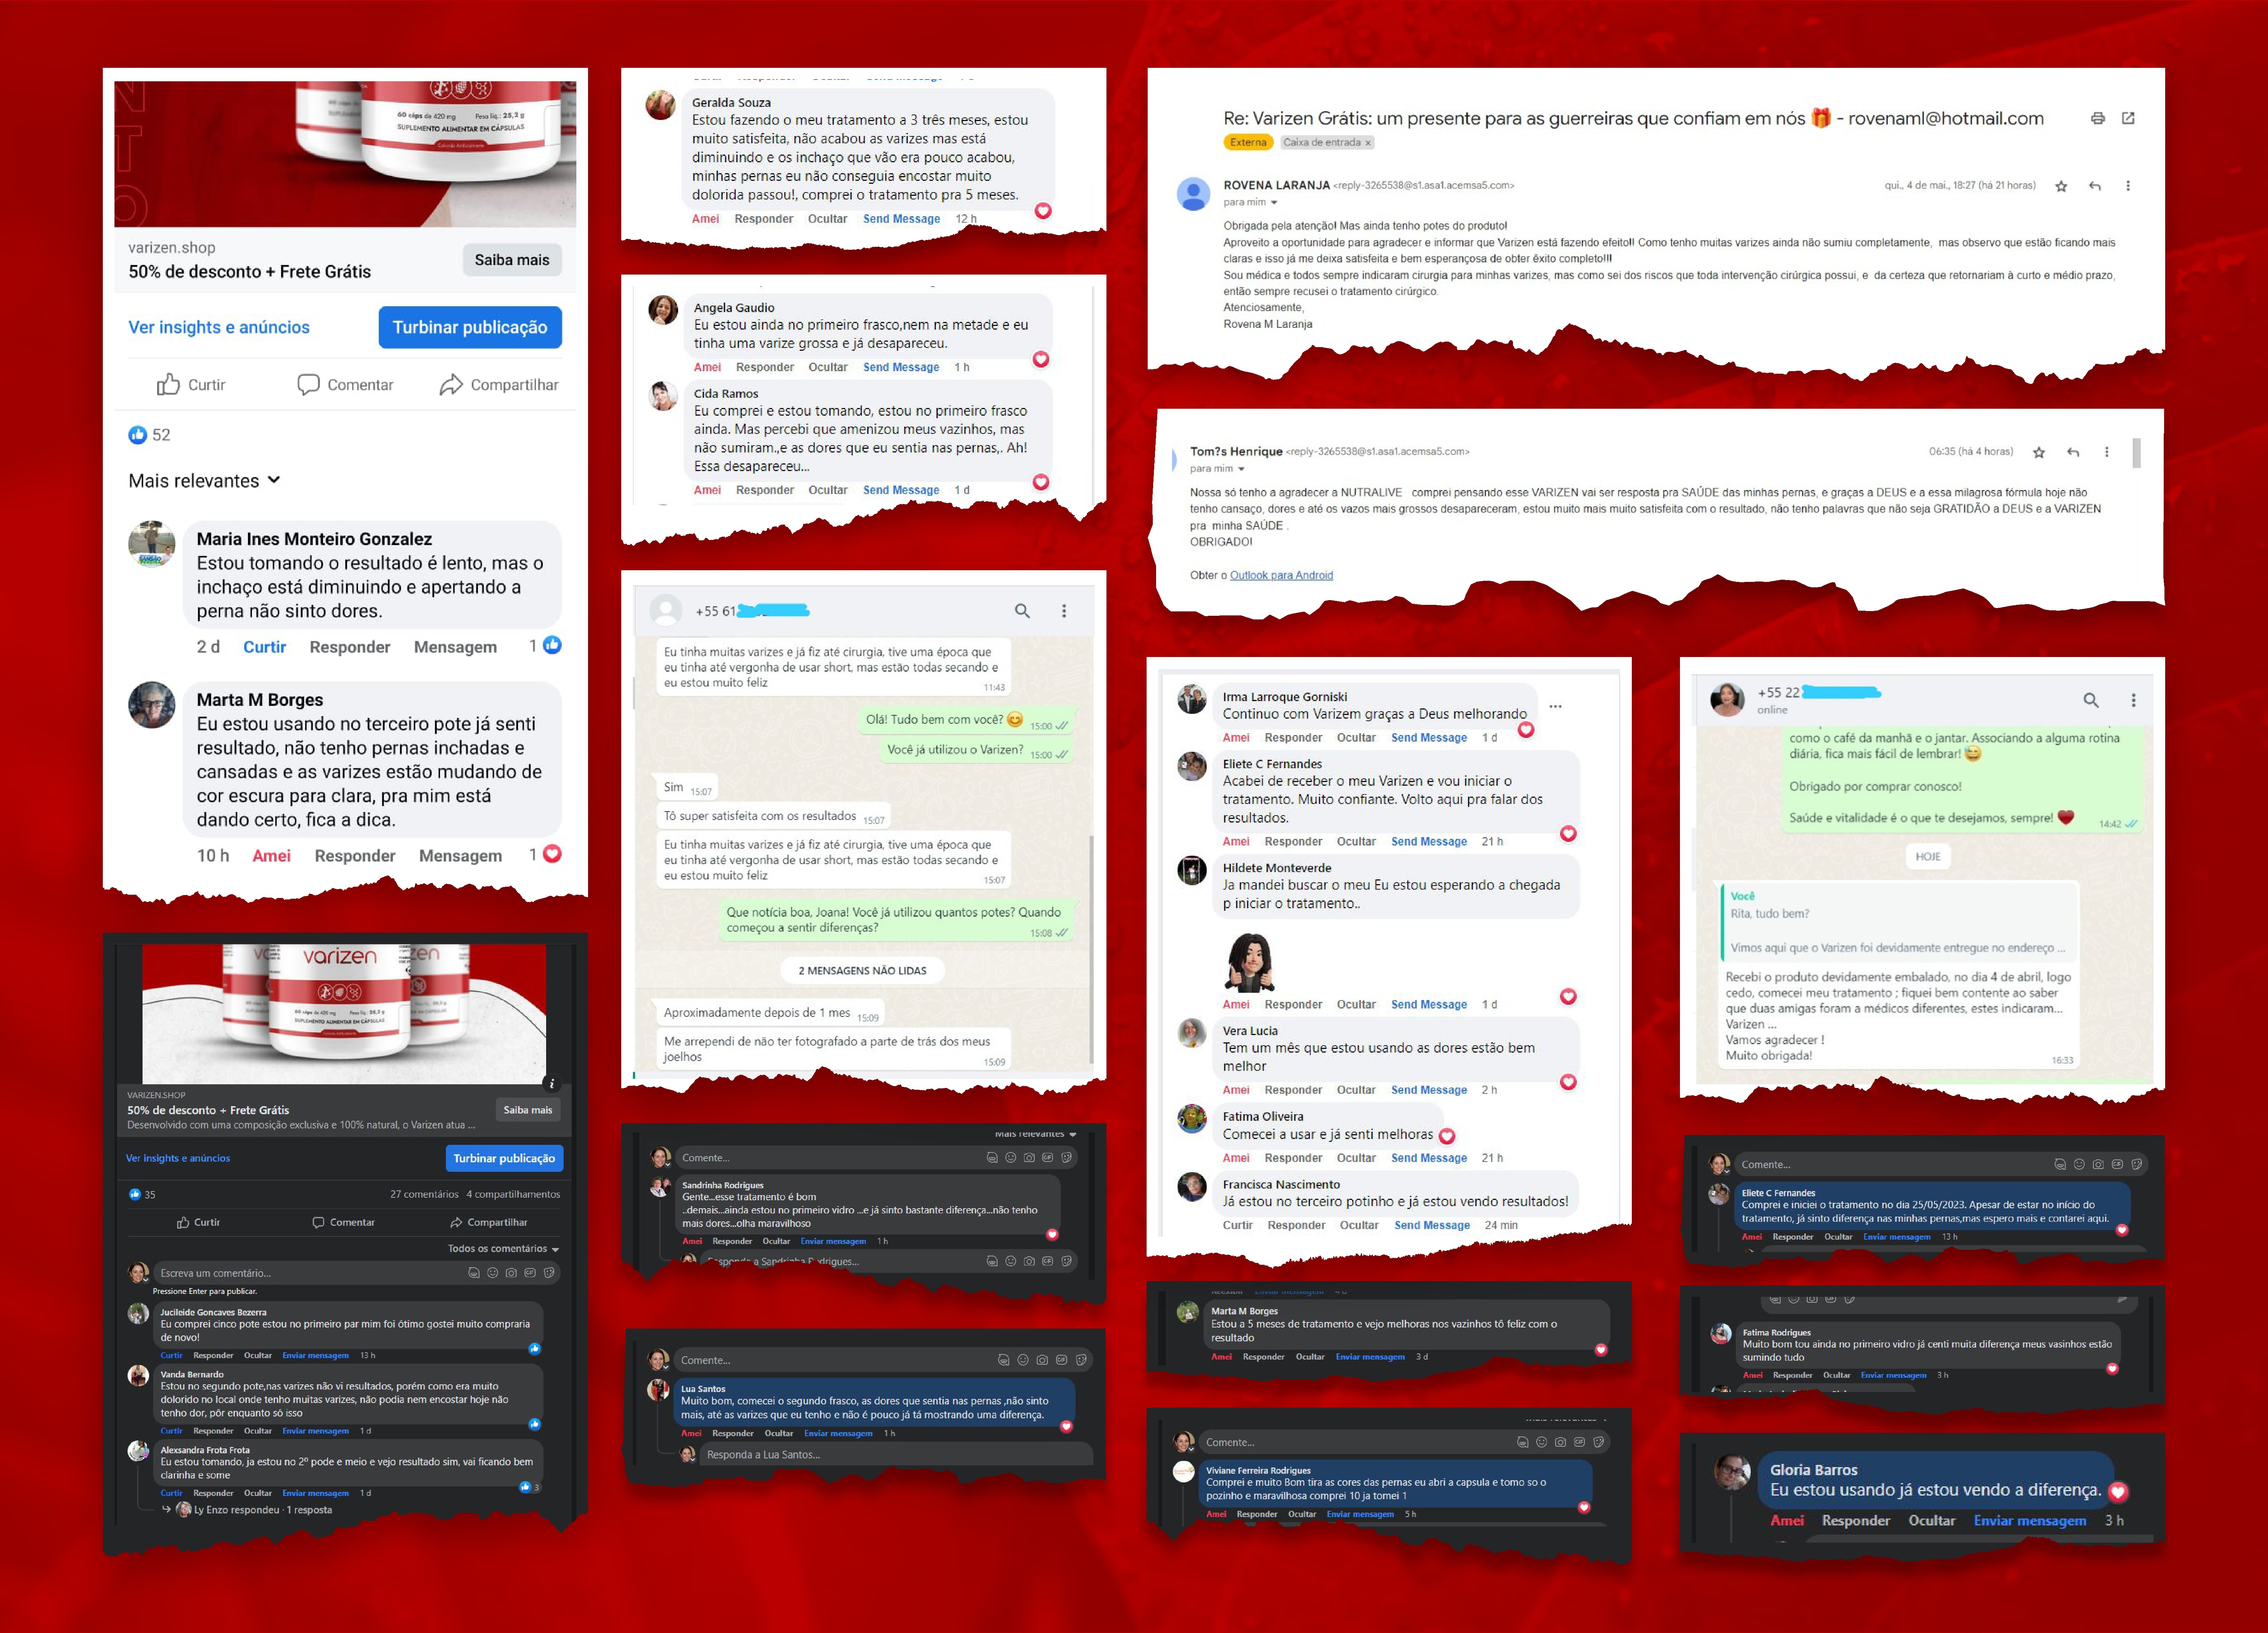 60 cáps de 420 mg Peso líq.: 25,2 g
SUPLEMENTO ALIMENTAR EM CÁPSULAS
varizen.shop
50% de desconto + Frete Grátis
Saiba mais
Ver insights e anúncios
Turbinar publicação
Curtir Comentar Compartilhar
52
Mais relevantes
Maria Ines Monteiro Gonzalez
Estou tomando o resultado é lento, mas o
inchaço está diminuindo e apertando a
perna não sinto dores.
2 d Curtir Responder Mensagem 1
Marta M Borges
Eu estou usando no terceiro pote já senti
resultado, não tenho pernas inchadas e
cansadas e as varizes estão mudando de
cor escura para clara, pra mim está
dando certo, fica a dica.
10 h Amei Responder Mensagem 1
varizen
60 cáps de 420 mg Peso líq.: 25,2 g
SUPLEMENTO ALIMENTAR EM CÁPSULAS
VARIZEN.SHOP
50% de desconto + Frete Grátis
Desenvolvido com uma composição exclusiva e 100% natural, o Varizen atua ...
Saiba mais
Ver insights e anúncios
Turbinar publicação
35
27 comentários 4 compartilhamentos
Curtir Comentar Compartilhar
Todos os comentários
Escreva um comentário...
Pressione Enter para publicar.
Jucileide Goncaves Bezerra
Eu comprei cinco pote estou no primeiro par mim foi ótimo gostei muito compraria
de novo!
Curtir Responder Ocultar Enviar mensagem 13 h
Vanda Bernardo
Estou no segundo pote,nas varizes não vi resultados, porém como era muito
dolorido no local onde tenho muitas varizes, não podia nem encostar hoje não
tenho dor, pôr enquanto só isso
Curtir Responder Ocultar Enviar mensagem 1 d
Alexsandra Frota Frota
Eu estou tomando, ja estou no 2º pode e meio e vejo resultado sim, vai ficando bem
clarinha e some
Curtir Responder Ocultar Enviar mensagem 1 d
3
Ly Enzo respondeu · 1 resposta
Geralda Souza
Estou fazendo o meu tratamento a 3 três meses, estou
muito satisfeita, não acabou as varizes mas está
diminuindo e os inchaço que vão era pouco acabou,
minhas pernas eu não conseguia encostar muito
dolorida passou!, comprei o tratamento pra 5 meses.
Amei Responder Ocultar Send Message 12 h
Angela Gaudio
Eu estou ainda no primeiro frasco,nem na metade e eu
tinha uma varize grossa e já desapareceu.
Amei Responder Ocultar Send Message 1 h
Cida Ramos
Eu comprei e estou tomando, estou no primeiro frasco
ainda. Mas percebi que amenizou meus vazinhos, mas
não sumiram.,e as dores que eu sentia nas pernas,. Ah!
Essa desapareceu...
Amei Responder Ocultar Send Message 1 d
+55 61
Eu tinha muitas varizes e já fiz até cirurgia, tive uma época que
eu tinha até vergonha de usar short, mas estão todas secando e
eu estou muito feliz
11:43
Olá! Tudo bem com você? 😊 15:00
Você já utilizou o Varizen? 15:00
Sim 15:07
Tô super satisfeita com os resultados 15:07
Eu tinha muitas varizes e já fiz até cirurgia, tive uma época que
eu tinha até vergonha de usar short, mas estão todas secando e
eu estou muito feliz
15:07
Que notícia boa, Joana! Você já utilizou quantos potes? Quando
começou a sentir diferenças?
15:08
2 MENSAGENS NÃO LIDAS
Aproximadamente depois de 1 mes 15:09
Me arrependi de não ter fotografado a parte de trás dos meus
joelhos
15:09
Mais relevantes
Comente...
Sandrinha Rodrigues
Gente...esse tratamento é bom
..demais...ainda estou no primeiro vidro ...e já sinto bastante diferença...não tenho
mais dores...olha maravilhoso
Amei Responder Ocultar Enviar mensagem 1 h
Responda a Sandrinha Rodrigues...
Comente...
Lua Santos
Muito bom, comecei o segundo frasco, as dores que sentia nas pernas ,não sinto
mais, até as varizes que eu tenho e não é pouco já tá mostrando uma diferença.
Amei Responder Ocultar Enviar mensagem 1 h
Responda a Lua Santos...
Re: Varizen Grátis: um presente para as guerreiras que confiam em nós 🎁 - rovenaml@hotmail.com
Externa Caixa de entrada ×
ROVENA LARANJA <reply-3265538@s1.asa1.acemsa5.com>
qui., 4 de mai., 18:27 (há 21 horas)
para mim
Obrigada pela atenção! Mas ainda tenho potes do produto!
Aproveito a oportunidade para agradecer e informar que Varizen está fazendo efeito!! Como tenho muitas varizes ainda não sumiu completamente, mas observo que estão ficando mais
claras e isso já me deixa satisfeita e bem esperançosa de obter êxito completo!!!
Sou médica e todos sempre indicaram cirurgia para minhas varizes, mas como sei dos riscos que toda intervenção cirúrgica possui, e da certeza que retornariam à curto e médio prazo,
então sempre recusei o tratamento cirúrgico.
Atenciosamente,
Rovena M Laranja
Tom?s Henrique <reply-3265538@s1.asa1.acemsa5.com>
06:35 (há 4 horas)
para mim
Nossa só tenho a agradecer a NUTRALIVE comprei pensando esse VARIZEN vai ser resposta pra SAÚDE das minhas pernas, e graças a DEUS e a essa milagrosa fórmula hoje não
tenho cansaço, dores e até os vazos mais grossos desapareceram, estou muito mais muito satisfeita com o resultado, não tenho palavras que não seja GRATIDÃO a DEUS e a VARIZEN
pra minha SAÚDE .
OBRIGADO!
Obter o Outlook para Android
Irma Larroque Gorniski
Continuo com Varizem graças a Deus melhorando
Amei Responder Ocultar Send Message 1 d
Eliete C Fernandes
Acabei de receber o meu Varizen e vou iniciar o
tratamento. Muito confiante. Volto aqui pra falar dos
resultados.
Amei Responder Ocultar Send Message 21 h
Hildete Monteverde
Ja mandei buscar o meu Eu estou esperando a chegada
p iniciar o tratamento..
Amei Responder Ocultar Send Message 1 d
Vera Lucia
Tem um mês que estou usando as dores estão bem
melhor
Amei Responder Ocultar Send Message 2 h
Fatima Oliveira
Comecei a usar e já senti melhoras
Amei Responder Ocultar Send Message 21 h
Francisca Nascimento
Já estou no terceiro potinho e já estou vendo resultados!
Curtir Responder Ocultar Send Message 24 min
Marta M Borges
Estou a 5 meses de tratamento e vejo melhoras nos vazinhos tô feliz com o
resultado
Amei Responder Ocultar Enviar mensagem 3 d
Comente...
Viviane Ferreira Rodrigues
Comprei e muito Bom tira as cores das pernas eu abri a capsula e tomo so o
pozinho e maravilhosa comprei 10 ja tomei 1
Amei Responder Ocultar Enviar mensagem 5 h
+55 22
online
como o café da manhã e o jantar. Associando a alguma rotina
diária, fica mais fácil de lembrar! 😅
Obrigado por comprar conosco!
Saúde e vitalidade é o que te desejamos, sempre! ❤ 14:42
HOJE
Você
Rita, tudo bem?
Vimos aqui que o Varizen foi devidamente entregue no endereço ...
Recebi o produto devidamente embalado, no dia 4 de abril, logo
cedo, comecei meu tratamento ; fiquei bem contente ao saber
que duas amigas foram a médicos diferentes, estes indicaram...
Varizen ...
Vamos agradecer !
Muito obrigada!
16:33
Comente...
Eliete C Fernandes
Comprei e iniciei o tratamento no dia 25/05/2023. Apesar de estar no início do
tratamento, já sinto diferença nas minhas pernas,mas espero mais e contarei aqui.
Amei Responder Ocultar Enviar mensagem 13 h
Fatima Rodrigues
Muito bom tou ainda no primeiro vidro já centi muita diferença meus vasinhos estão
sumindo tudo
Amei Responder Ocultar Enviar mensagem 3 h
Gloria Barros
Eu estou usando já estou vendo a diferença.
Amei Responder Ocultar Enviar mensagem 3 h